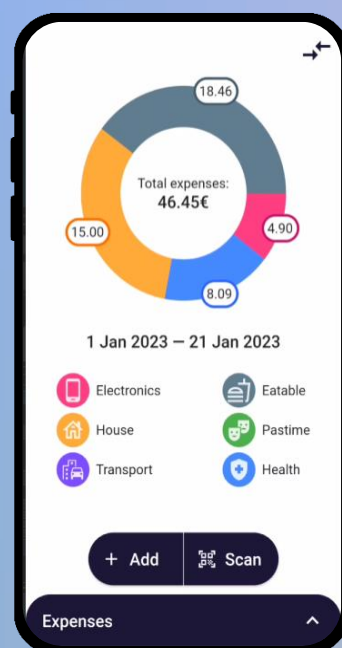 18.46
Total expenses:
46.45€
4.90
15.00
8.09
1 Jan 2023 — 21 Jan 2023
Electronics
Eatable
House
Pastime
Transport
Health
+ Add
Scan
Expenses